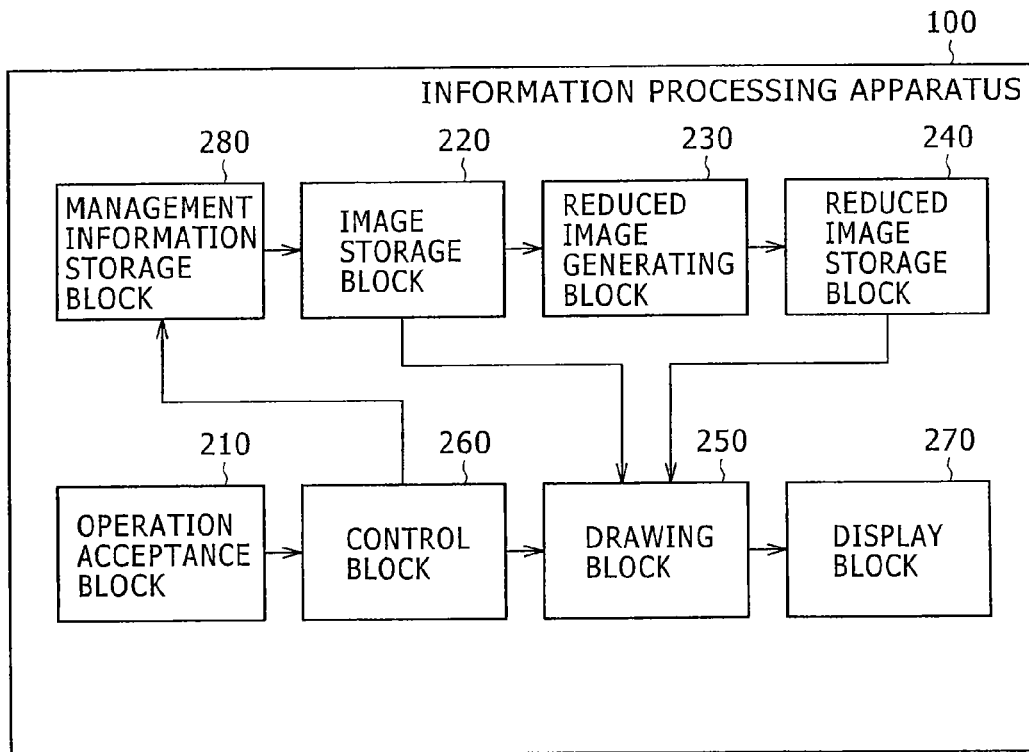 100
INFORMATION PROCESSING APPARATUS
280
220
230
240
MANAGEMENT
INFORMATION
STORAGE
BLOCK
IMAGE
STORAGE
BLOCK
REDUCED
IMAGE
GENERATING
BLOCK
REDUCED
IMAGE
STORAGE
BLOCK
210
260
250
270
OPERATION
ACCEPTANCE
BLOCK
CONTROL
BLOCK
DRAWING
BLOCK
DISPLAY
BLOCK